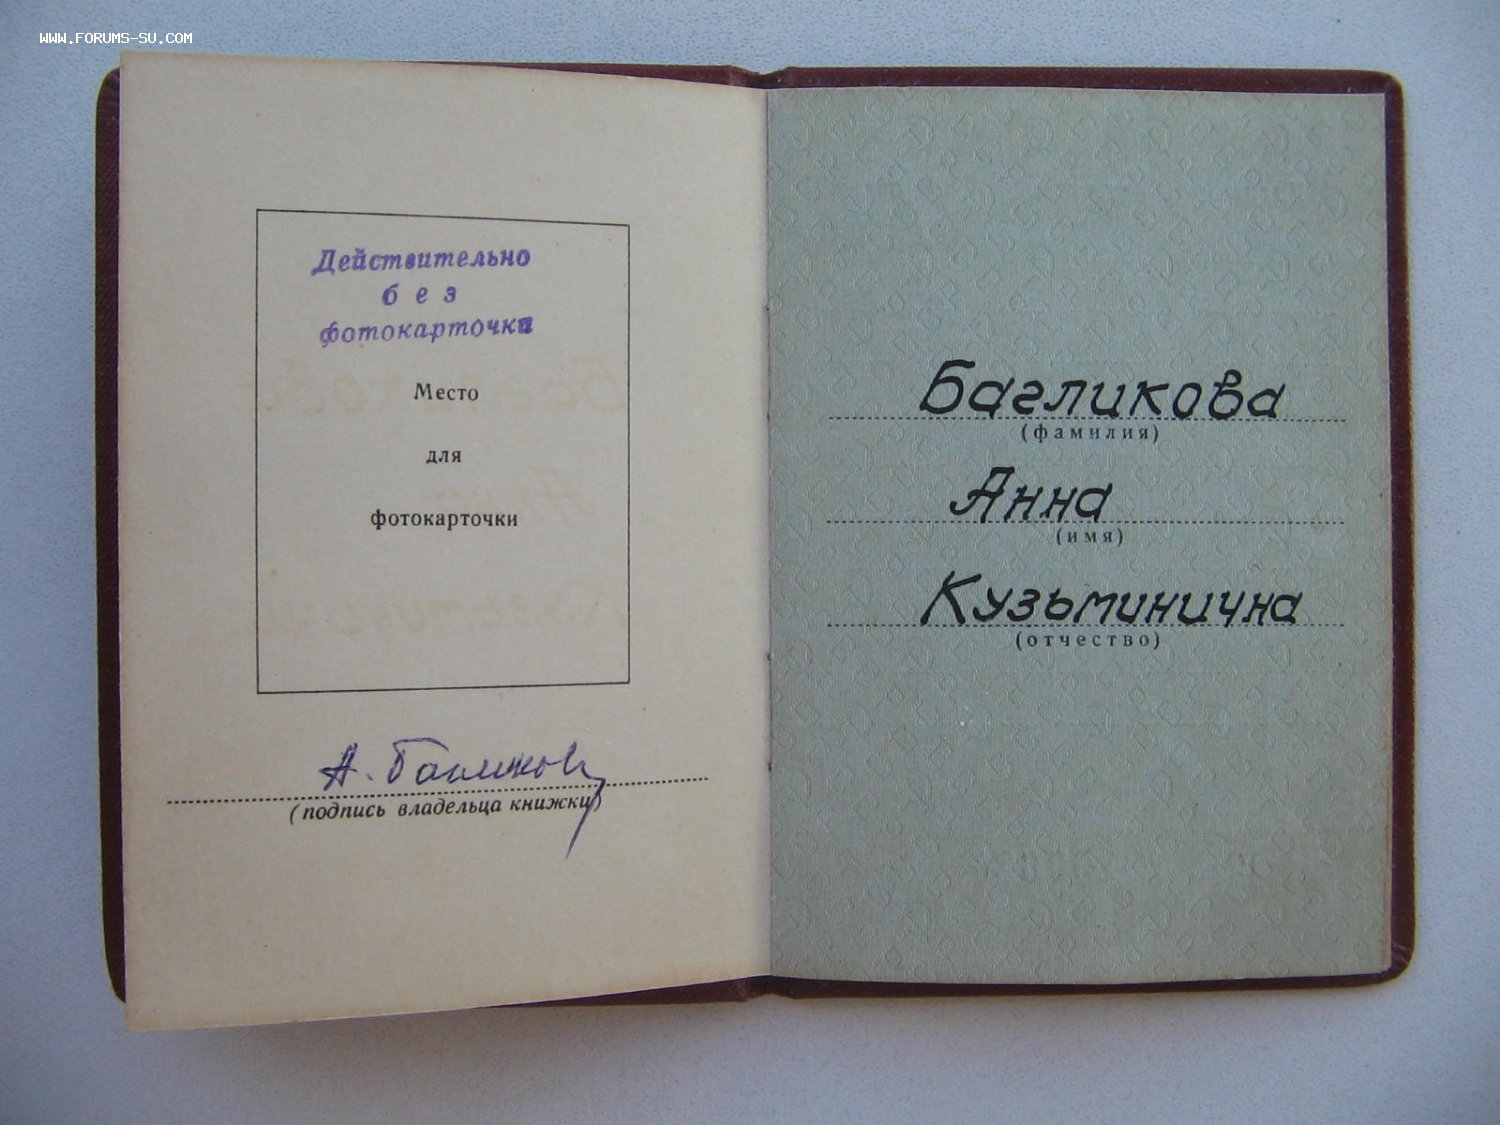 WWW.FORUMS-SU.COM
Действительно
без
фотокарточки
Место
для
фотокарточки
А. Багликова
(подпись владельца книжки)
Багликова
(фамилия)
Анна
(имя)
Кузьминична
(отчество)